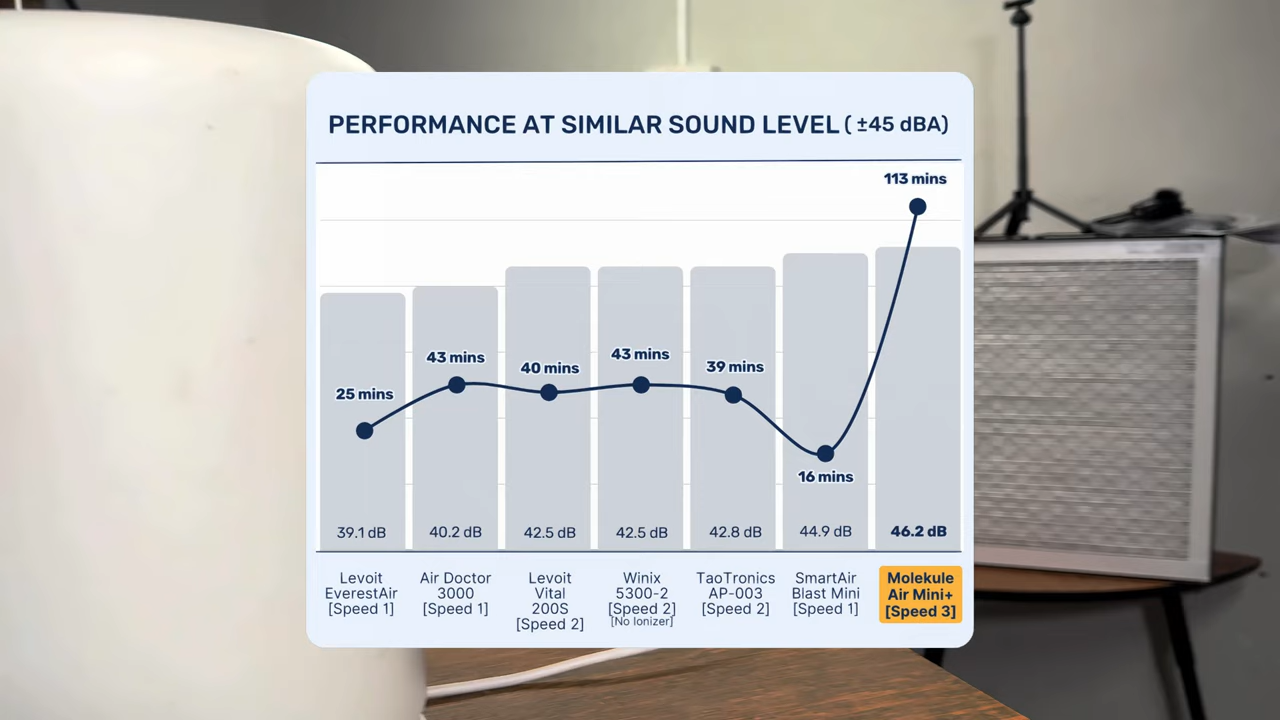 PERFORMANCE AT SIMILAR SOUND LEVEL ( ±45 dBA)
113 mins
43 mins
43 mins
40 mins
39 mins
25 mins
16 mins
39.1 dB
40.2 dB
42.5 dB
42.5 dB
42.8 dB
44.9 dB
46.2 dB
Levoit
EverestAir
[Speed 1]
Air Doctor
3000
[Speed 1]
Levoit
Vital
200S
[Speed 2]
Winix
5300-2
[Speed 2]
[No Ionizer]
TaoTronics
AP-003
[Speed 2]
SmartAir
Blast Mini
[Speed 1]
Molekule
Air Mini+
[Speed 3]